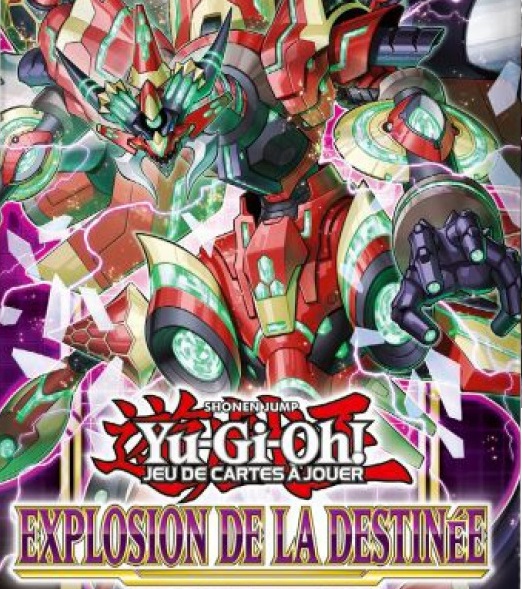 SHONEN JUMP
遊戯王
Yu-Gi-Oh!
JEU DE CARTES À JOUER
EXPLOSION DE LA DESTINÉE